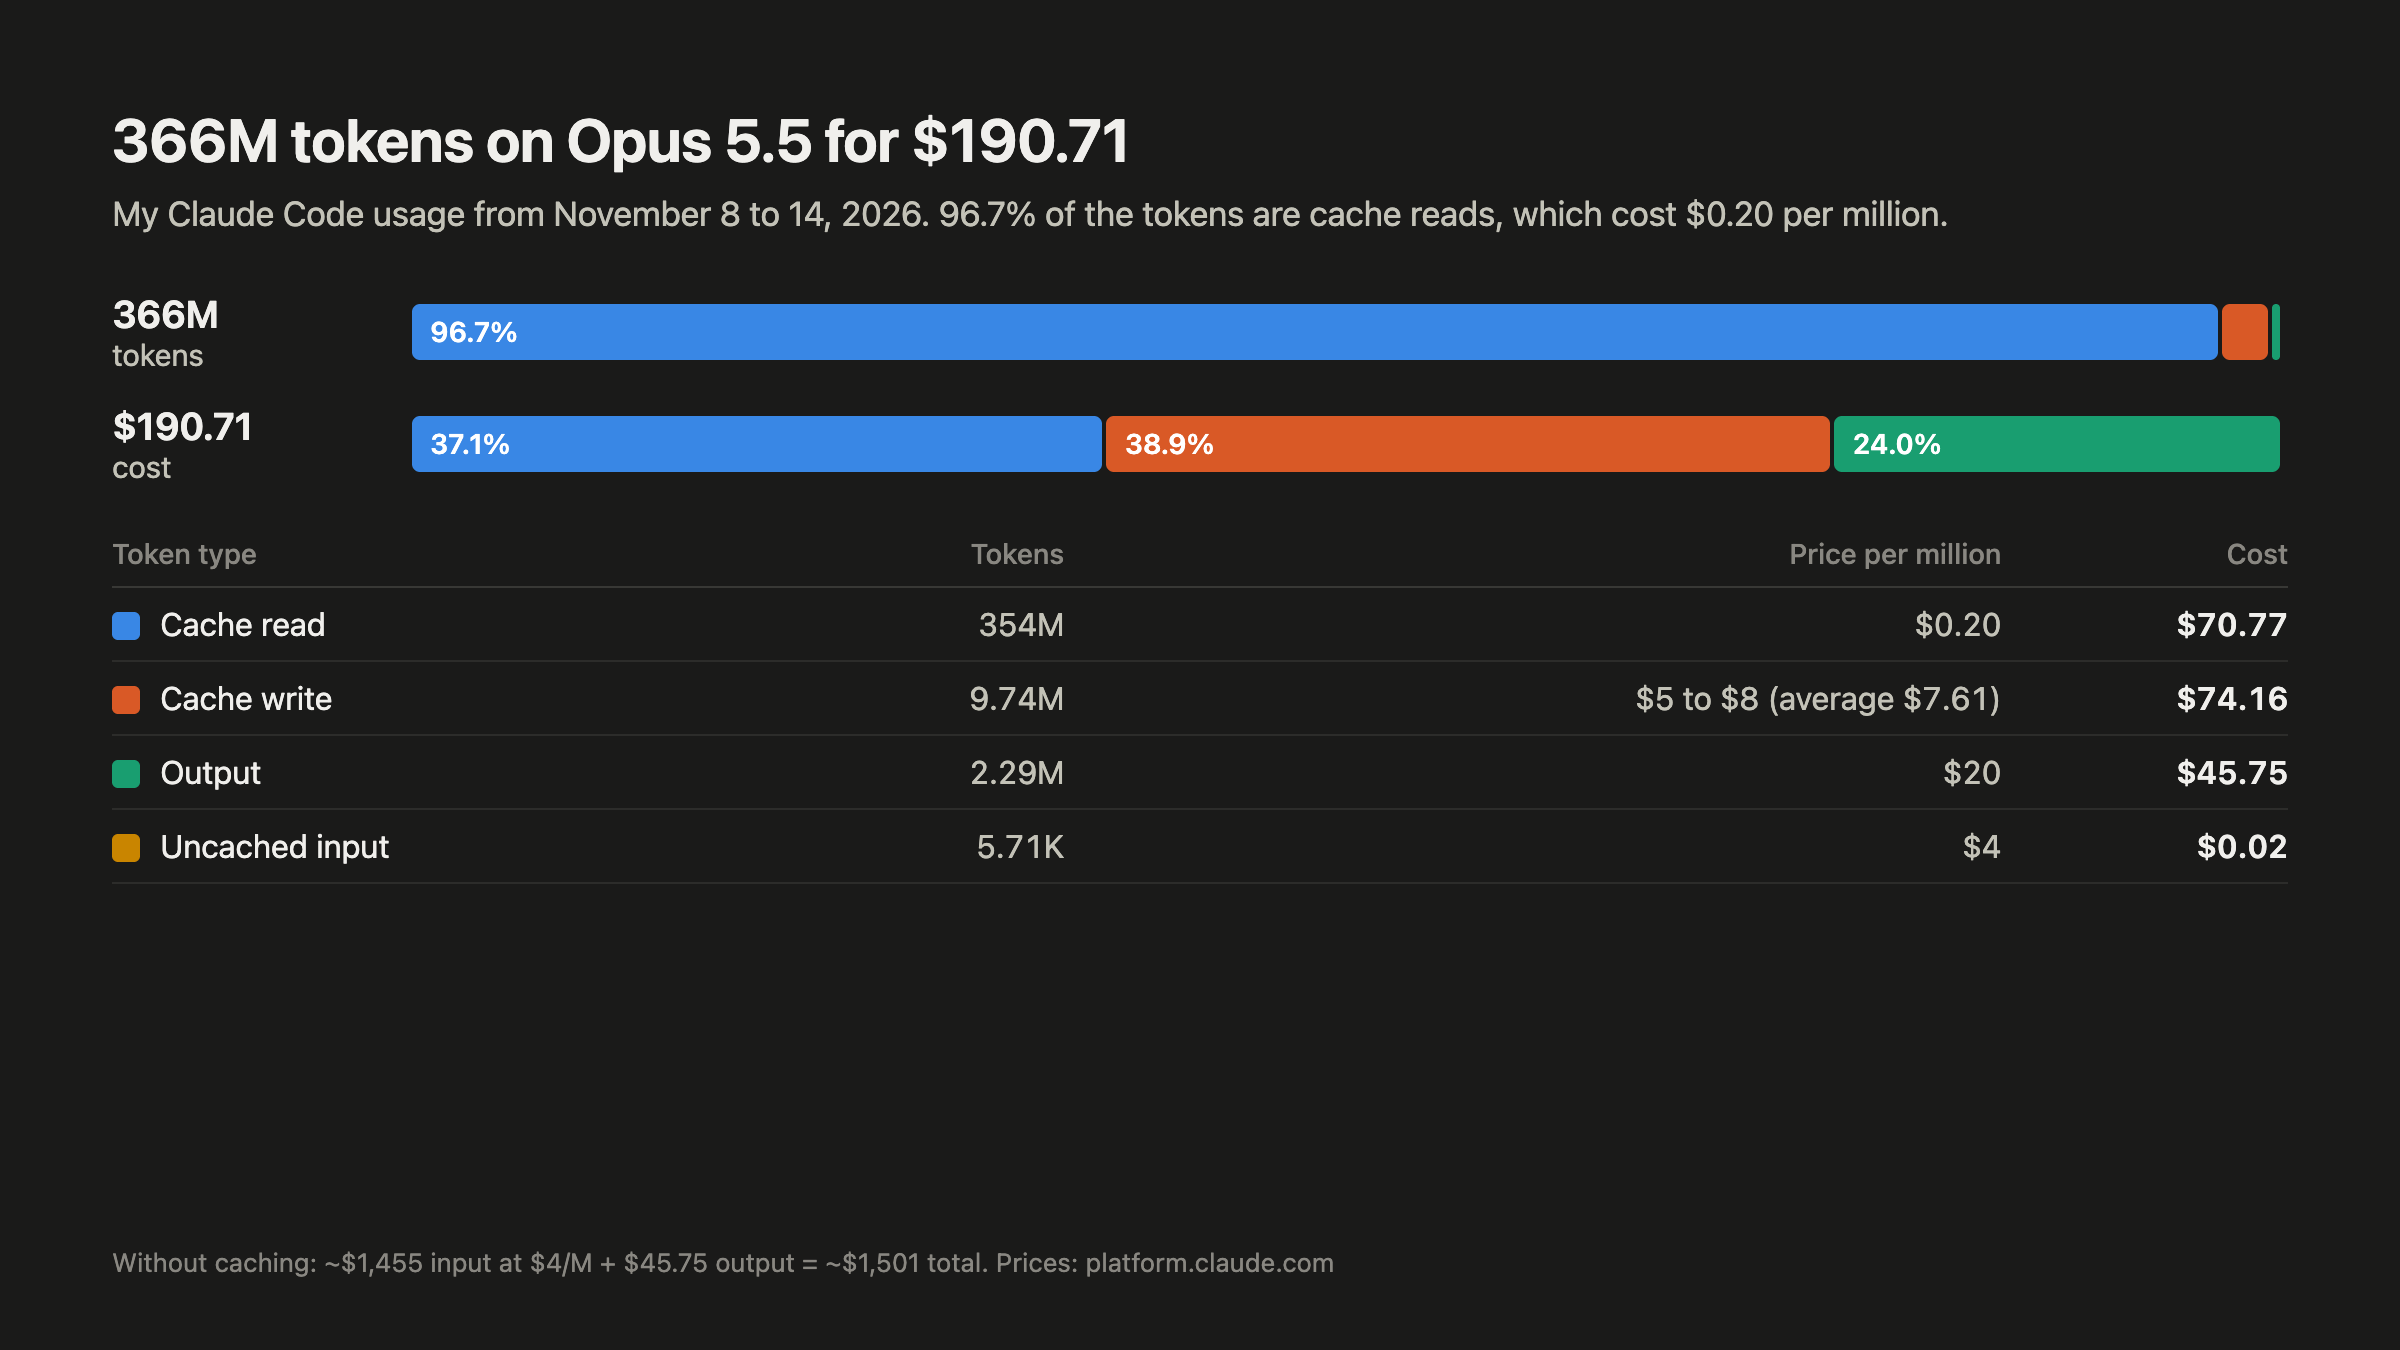 366M tokens on Opus 5.5 for $190.71
My Claude Code usage from November 8 to 14, 2026. 96.7% of the tokens are cache reads, which cost $0.20 per million.
366M
tokens
96.7%
$190.71
cost
37.1% 38.9% 24.0%
Token type Tokens Price per million Cost
Cache read 354M $0.20 $70.77
Cache write 9.74M $5 to $8 (average $7.61) $74.16
Output 2.29M $20 $45.75
Uncached input 5.71K $4 $0.02
Without caching: ~$1,455 input at $4/M + $45.75 output = ~$1,501 total. Prices: platform.claude.com